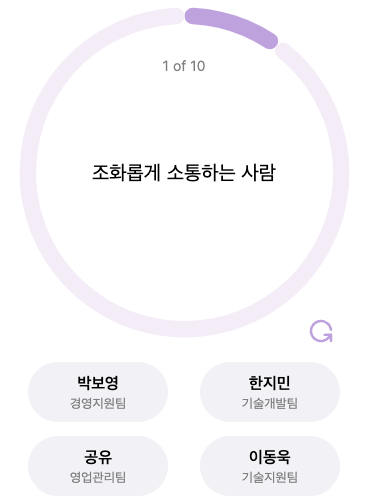 1 of 10
조화롭게 소통하는 사람
박보영
경영지원팀
한지민
기술개발팀
공유
영업관리팀
이동욱
기술지원팀